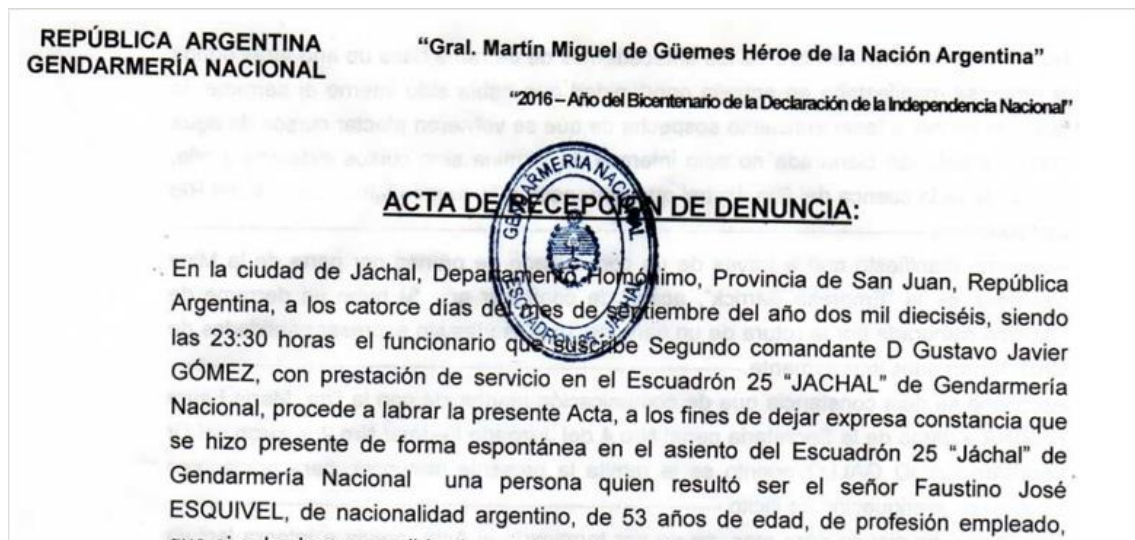 REPÚBLICA ARGENTINA
GENDARMERÍA NACIONAL
“Gral. Martín Miguel de Güemes Héroe de la Nación Argentina”
“2016 – Año del Bicentenario de la Declaración de la Independencia Nacional”
GENDARMERIA NACIONAL
ESCUADRON 25 - JACHAL
ACTA DE RECEPCIÓN DE DENUNCIA:
En la ciudad de Jáchal, Departamento Homónimo, Provincia de San Juan, República
Argentina, a los catorce días del mes de septiembre del año dos mil dieciséis, siendo
las 23:30 horas el funcionario que suscribe Segundo comandante D Gustavo Javier
GÓMEZ, con prestación de servicio en el Escuadrón 25 “JACHAL” de Gendarmería
Nacional, procede a labrar la presente Acta, a los fines de dejar expresa constancia que
se hizo presente de forma espontánea en el asiento del Escuadrón 25 “Jáchal” de
Gendarmería Nacional una persona quien resultó ser el señor Faustino José
ESQUIVEL, de nacionalidad argentino, de 53 años de edad, de profesión empleado,